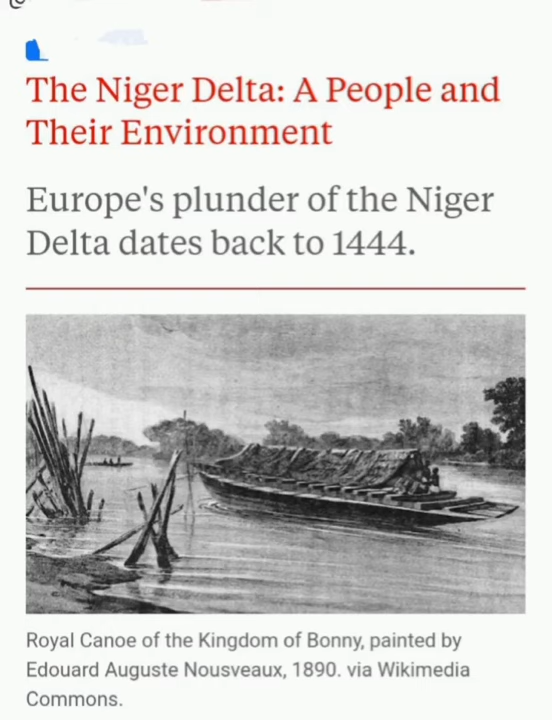 The Niger Delta: A People and
Their Environment
Europe's plunder of the Niger
Delta dates back to 1444.
Royal Canoe of the Kingdom of Bonny, painted by
Edouard Auguste Nousveaux, 1890. via Wikimedia
Commons.